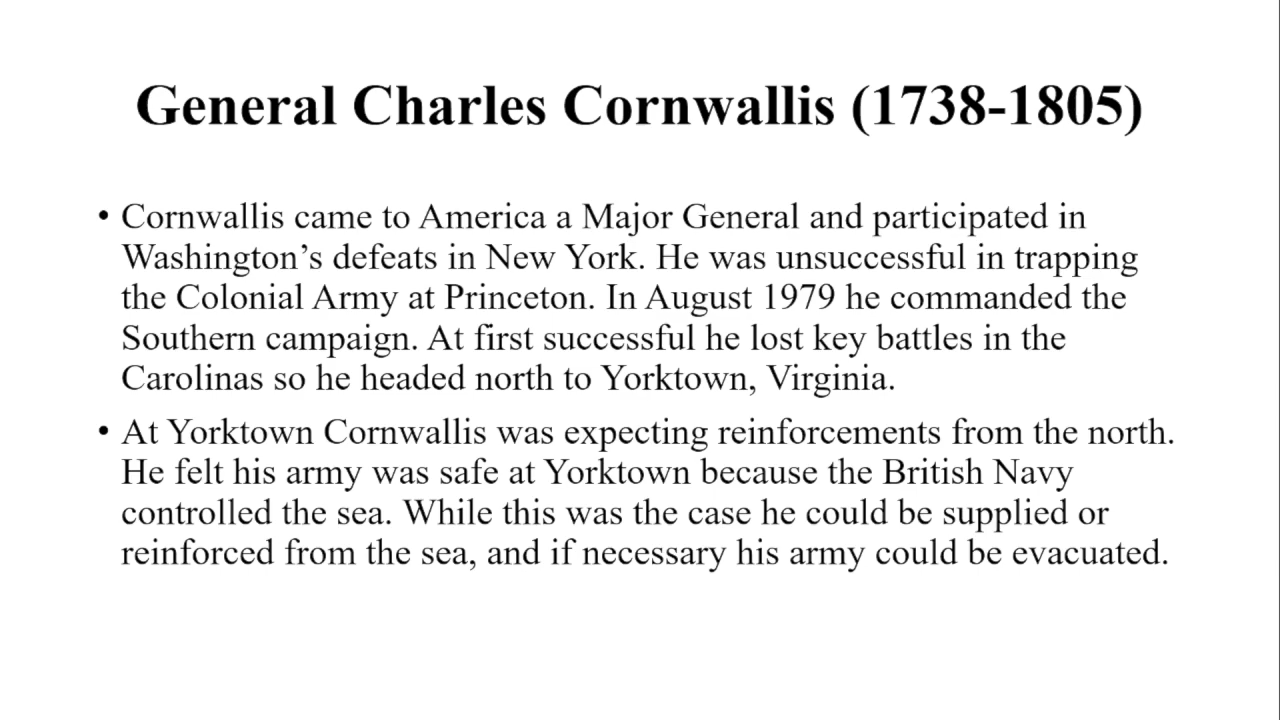 General Charles Cornwallis (1738-1805)
• Cornwallis came to America a Major General and participated in
Washington’s defeats in New York. He was unsuccessful in trapping
the Colonial Army at Princeton. In August 1979 he commanded the
Southern campaign. At first successful he lost key battles in the
Carolinas so he headed north to Yorktown, Virginia.
• At Yorktown Cornwallis was expecting reinforcements from the north.
He felt his army was safe at Yorktown because the British Navy
controlled the sea. While this was the case he could be supplied or
reinforced from the sea, and if necessary his army could be evacuated.